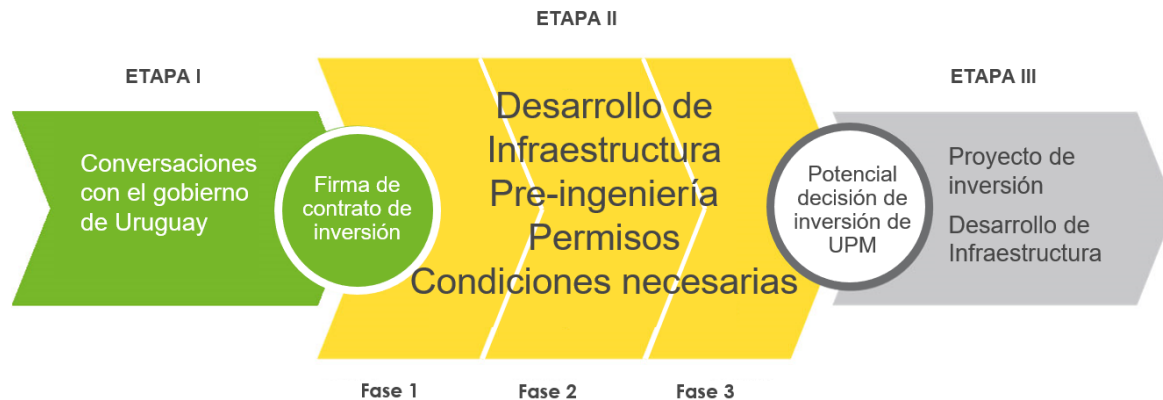 ETAPA II
ETAPA I
ETAPA III
Conversaciones
con el gobierno
de Uruguay
Firma de
contrato de
inversión
Desarrollo de
Infraestructura
Pre-ingeniería
Permisos
Condiciones necesarias
Potencial
decisión de
inversión de
UPM
Proyecto de
inversión
Desarrollo de
Infraestructura
Fase 1
Fase 2
Fase 3